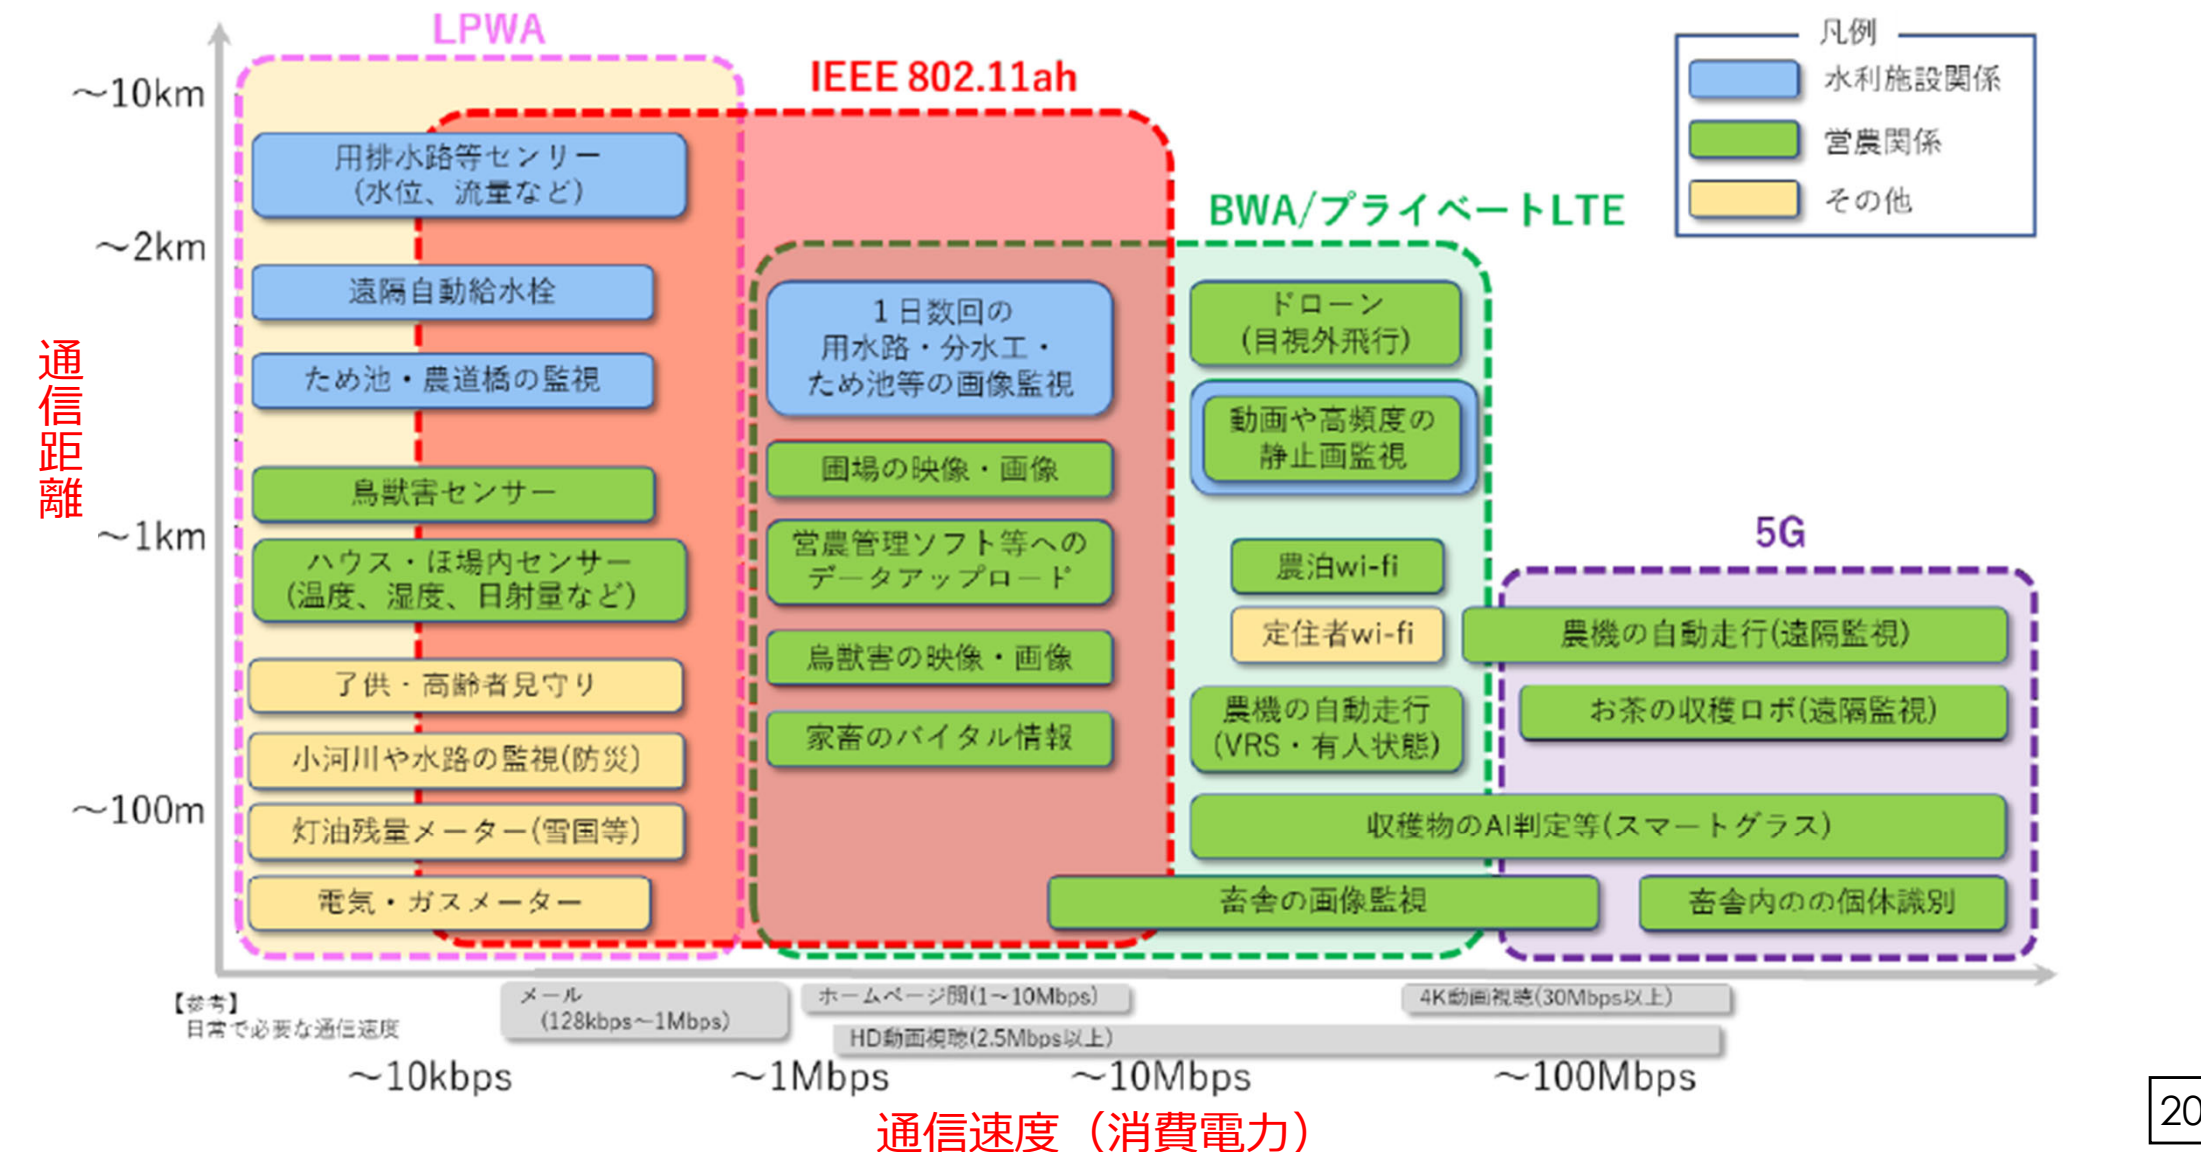 LPWA
IEEE 802.11ah
BWA/プライベートLTE
5G
凡例
水利施設関係
営農関係
その他
通信距離
～10km
～2km
～1km
～100m
用排水路等センリー
(水位、流量など)
遠隔自動給水栓
ため池・農道橋の監視
鳥獣害センサー
ハウス・ほ場内センサー
(温度、湿度、日射量など)
子供・高齢者見守り
小河川や水路の監視(防災)
灯油残量メーター(雪国等)
電気・ガスメーター
1日数回の
用水路・分水工・
ため池等の画像監視
圃場の映像・画像
営農管理ソフト等への
データアップロード
鳥獣害の映像・画像
家畜のバイタル情報
ドローン
(目視外飛行)
動画や高頻度の
静止画監視
農泊wi-fi
定住者wi-fi
農機の自動走行
(VRS・有人状態)
農機の自動走行(遠隔監視)
お茶の収穫ロボ(遠隔監視)
収穫物のAI判定等(スマートグラス)
畜舎の画像監視
畜舎内のの個体識別
【参考】
日常で必要な通信速度
メール
(128kbps～1Mbps)
ホームページ閲(1～10Mbps)
HD動画視聴(2.5Mbps以上)
4K動画視聴(30Mbps以上)
～10kbps
～1Mbps
～10Mbps
～100Mbps
通信速度（消費電力）
20